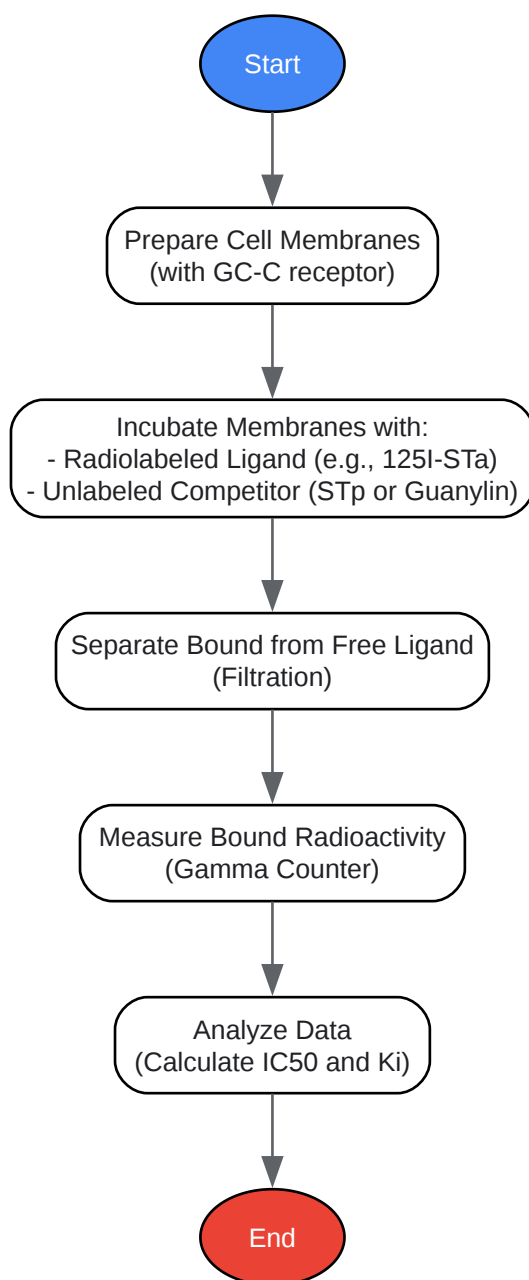 Start
Prepare Cell Membranes
(with GC-C receptor)
Incubate Membranes with:
- Radiolabeled Ligand (e.g., 125I-STa)
- Unlabeled Competitor (STp or Guanylin)
Separate Bound from Free Ligand
(Filtration)
Measure Bound Radioactivity
(Gamma Counter)
Analyze Data
(Calculate IC50 and Ki)
End